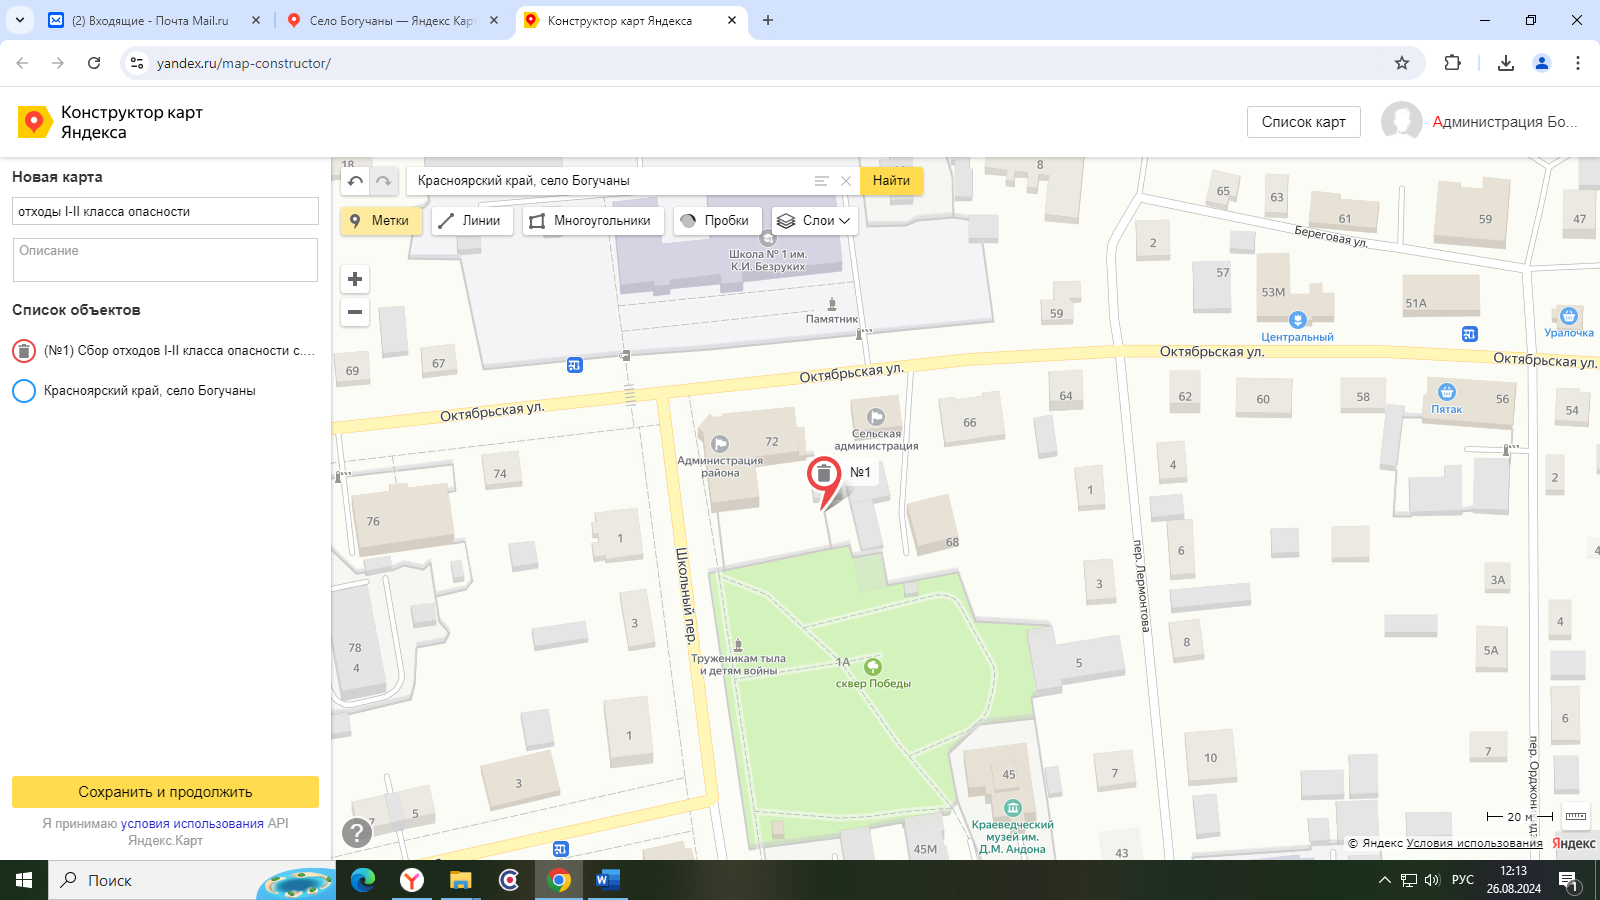 (2) Входящие - Почта Mail.ru
Село Богучаны — Яндекс Кар
Конструктор карт Яндекса
yandex.ru/map-constructor/
Конструктор карт
Яндекса
Список карт
Администрация Бо...
Новая карта
отходы I-II класса опасности
Описание
Список объектов
(№1) Сбор отходов I-II класса опасности с....
Красноярский край, село Богучаны
Сохранить и продолжить
Я принимаю условия использования API
Яндекс.Карт
Красноярский край, село Богучаны
Найти
Метки
Линии
Многоугольники
Пробки
Слои
18
8
65
63
61
59
47
Береговая ул.
Школа № 1 им.
К.И. Безруких
2
57
53М
51А
Памятник
59
Центральный
Уралочка
69
67
Октябрьская ул.
Октябрьская ул.
Октябрьская ул.
Октябрьская ул.
64
62
60
58
56
54
Пятак
66
72
Сельская
администрация
Администрация
района
№1
74
76
4
1
2
1
68
6
4
Школьный пер.
пер. Лермонтова
3
3А
3
78
4
8
4
5А
Труженикам тыла
и детям войны
1А
сквер Победы
5
1
6
10
7
7
3
45
5
7
Краеведческий
музей им.
Д.М. Андона
45М
43
20 м
© Яндекс Условия использования Яндекс
Поиск
РУС
12:13
26.08.2024
1